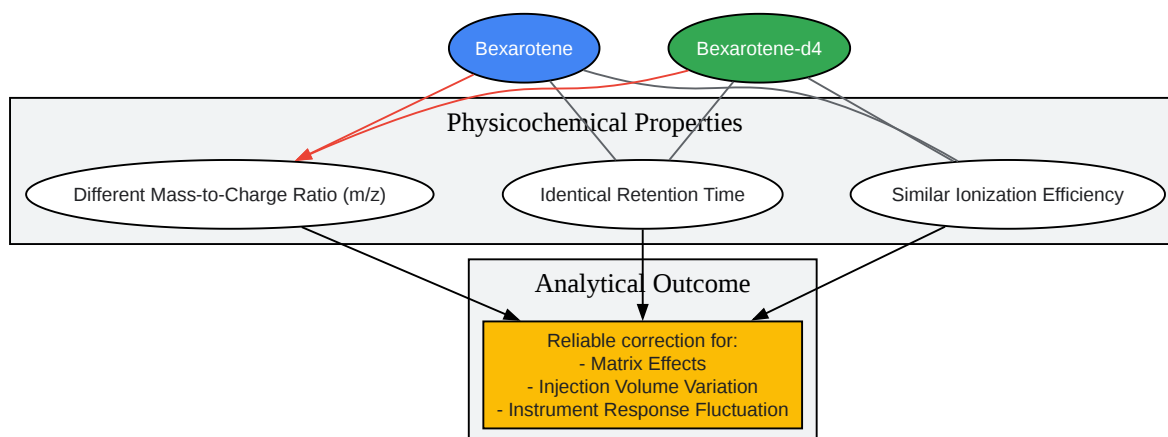 Bexarotene
Bexarotene-d4
Physicochemical Properties
Different Mass-to-Charge Ratio (m/z)
Identical Retention Time
Similar Ionization Efficiency
Analytical Outcome
Reliable correction for:
- Matrix Effects
- Injection Volume Variation
- Instrument Response Fluctuation